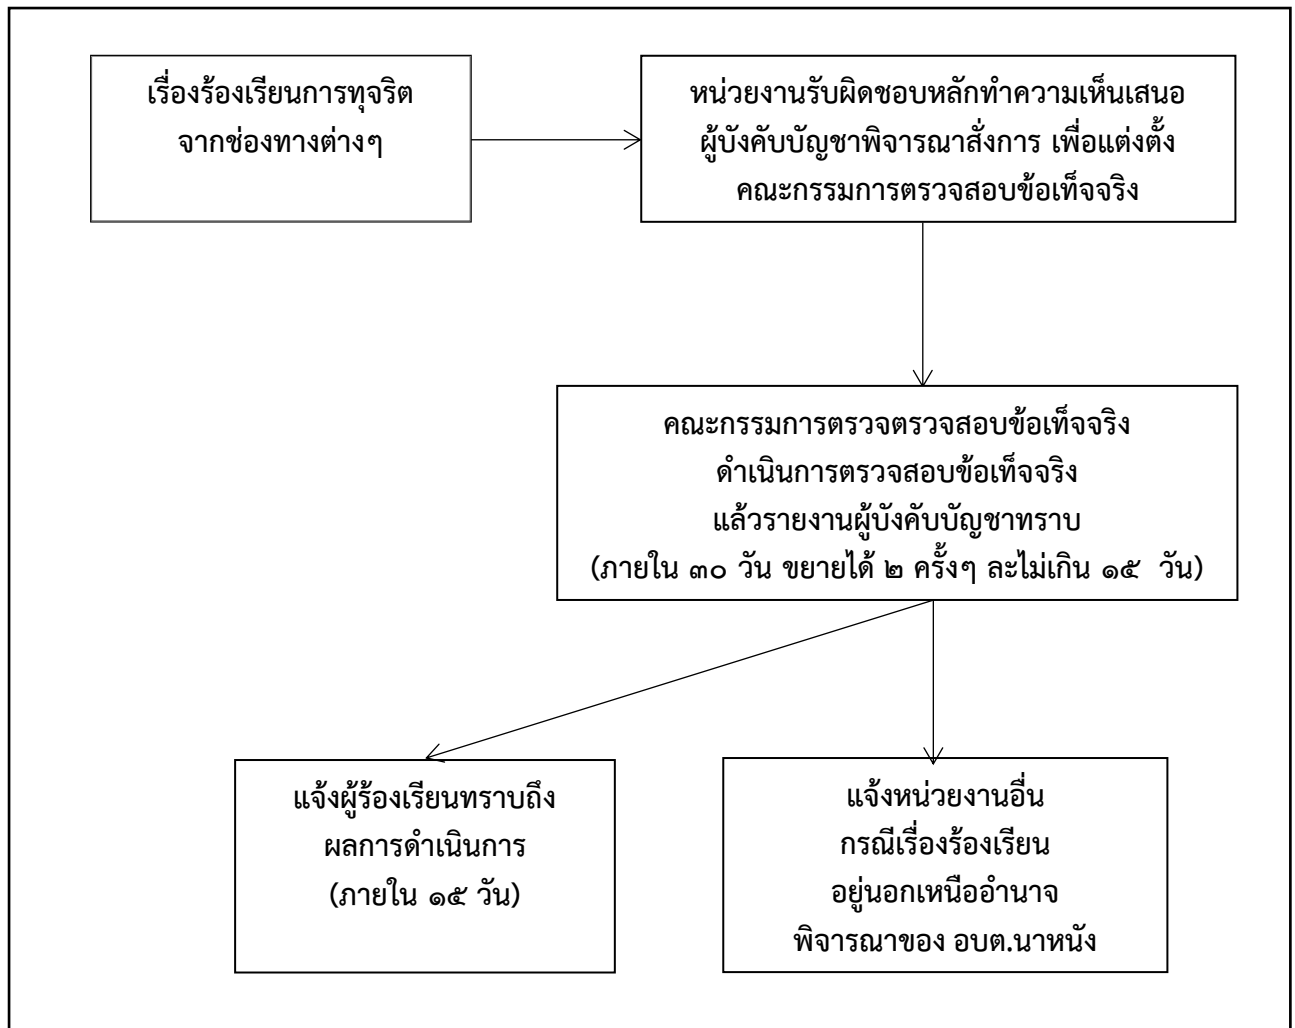 เรื่องร้องเรียนการทุจริต
จากช่องทางต่างๆ
หน่วยงานรับผิดชอบหลักทำความเห็นเสนอ
ผู้บังคับบัญชาพิจารณาสั่งการ เพื่อแต่งตั้ง
คณะกรรมการตรวจสอบข้อเท็จจริง
คณะกรรมการตรวจตรวจสอบข้อเท็จจริง
ดำเนินการตรวจสอบข้อเท็จจริง
แล้วรายงานผู้บังคับบัญชาทราบ
(ภายใน ๓๐ วัน ขยายได้ ๒ ครั้งๆ ละไม่เกิน ๑๕ วัน)
แจ้งผู้ร้องเรียนทราบถึง
ผลการดำเนินการ
(ภายใน ๑๕ วัน)
แจ้งหน่วยงานอื่น
กรณีเรื่องร้องเรียน
อยู่นอกเหนืออำนาจ
พิจารณาของ อบต.นาหนัง